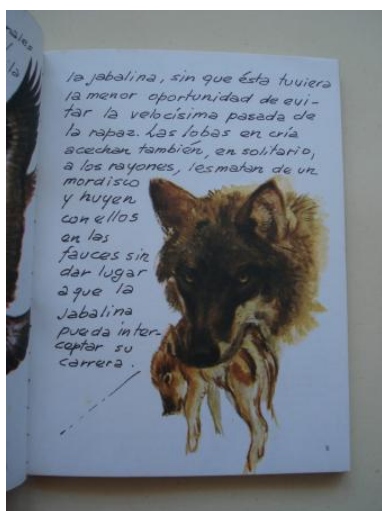 la jabalina, sin que ésta tuviera
la menor oportunidad de evi-
tar la velocísima pasada de
la rapaz. Las lobas en cría
acechan también, en solitario,
a los rayones, les matan de un
mordisco
y huyen
con ellos
en las
fauces sin
dar lugar
a que la
jabalina
pueda inter-
ceptar su
carrera.